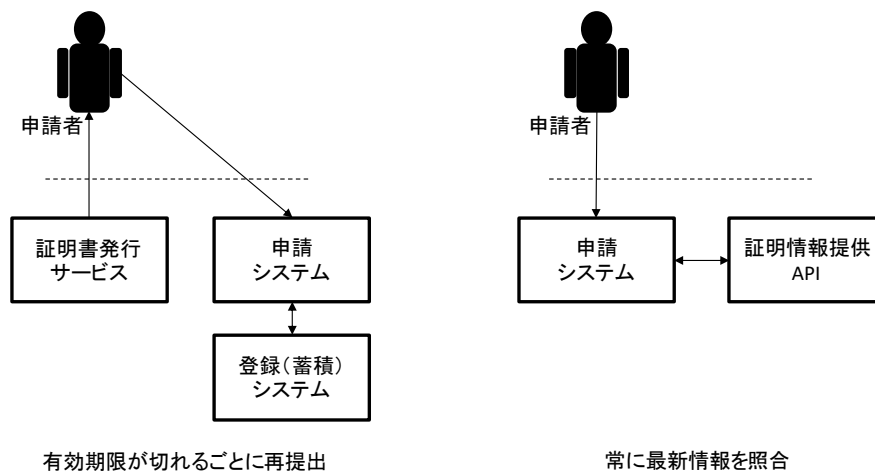 申請者
証明書発行
サービス
申請
システム
登録（蓄積）
システム
有効期限が切れるごとに再提出
申請者
申請
システム
証明情報提供
API
常に最新情報を照合